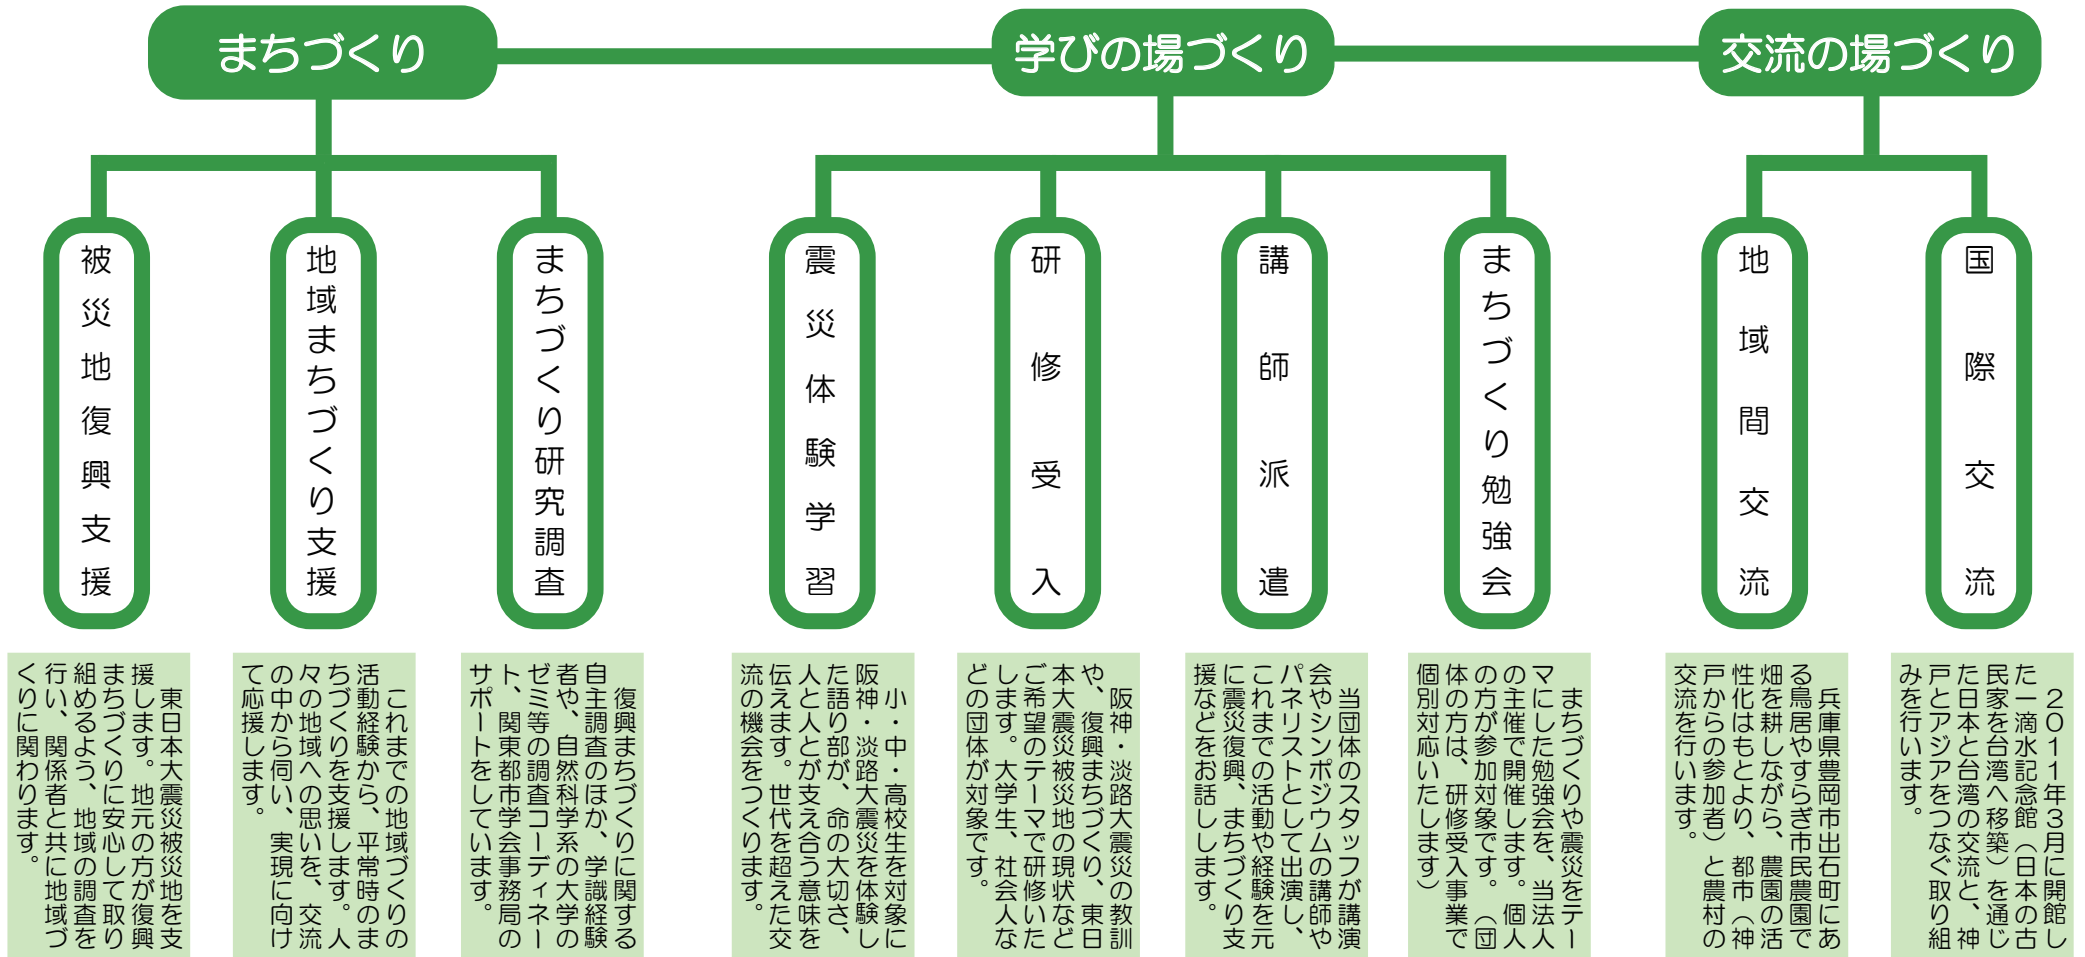 まちづくり
学びの場づくり
交流の場づくり
被災地復興支援
地域まちづくり支援
まちづくり研究調査
震災体験学習
研修受入
講師派遣
まちづくり勉強会
地域間交流
国際交流
東日本大震災被災地を支
援します。地元の方が復興
まちづくりに安心して取り
組めるよう、地域の調査を
行い、関係者と共に地域づ
くりに関わります。
これまでの地域づくりの
活動経験から、平常時のま
ちづくりを支援します。人
々の地域への思いを、交流
の中から伺い、実現に向け
て応援します。
復興まちづくりに関する
自主調査のほか、学識経験
者や、自然科学系の大学の
ゼミ等の調査コーディネー
ト、関東都市学会事務局の
サポートをしています。
小・中・高校生を対象に
阪神・淡路大震災を体験し
た語り部が、命の大切さ、
人と人とが支え合う意味を
伝えます。世代を超えた交
流の機会をつくります。
阪神・淡路大震災の教訓
や、復興まちづくり、東日
本大震災被災地の現状など
ご希望のテーマで研修いた
します。大学生、社会人な
どの団体が対象です。
当団体のスタッフが講演
会やシンポジウムの講師や
パネリストとして出演し、
これまでの活動や経験を元
に震災復興、まちづくり支
援などをお話しします。
まちづくりや震災をテー
マにした勉強会を、当法人
の主催で開催します。個人
の方が参加対象です。（団
体の方は、研修受入事業で
個別対応いたします）
兵庫県豊岡市出石町にあ
る鳥居やすらぎ市民農園で
畑を耕しながら、農園の活
性化はもとより、都市（神
戸からの参加者）と農村の
交流を行います。
２０１１年３月に開館し
た一滴水記念館（日本の古
民家を台湾へ移築）を通じ
た日本と台湾の交流と、神
戸とアジアをつなぐ取り組
みを行います。